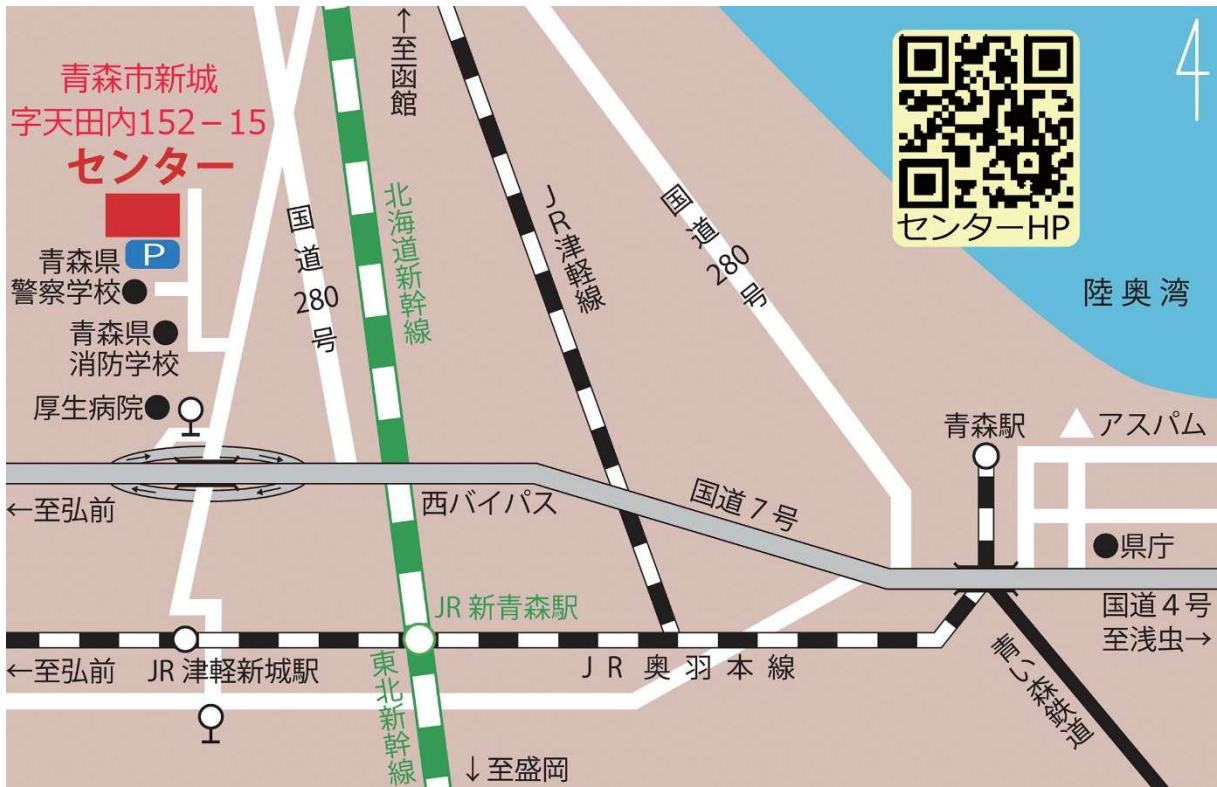 青森市新城
字天田内152－15
センター
P
青森県
警察学校
青森県
消防学校
厚生病院
↑至函館
国道280号
北海道新幹線
JR津軽線
国道280号
センターHP
陸奥湾
青森駅
アスパム
←至弘前
西バイパス
国道7号
県庁
国道4号
至浅虫→
JR 新青森駅
←至弘前
JR 津軽新城駅
JR奥羽本線
東北新幹線
青い森鉄道
↓至盛岡